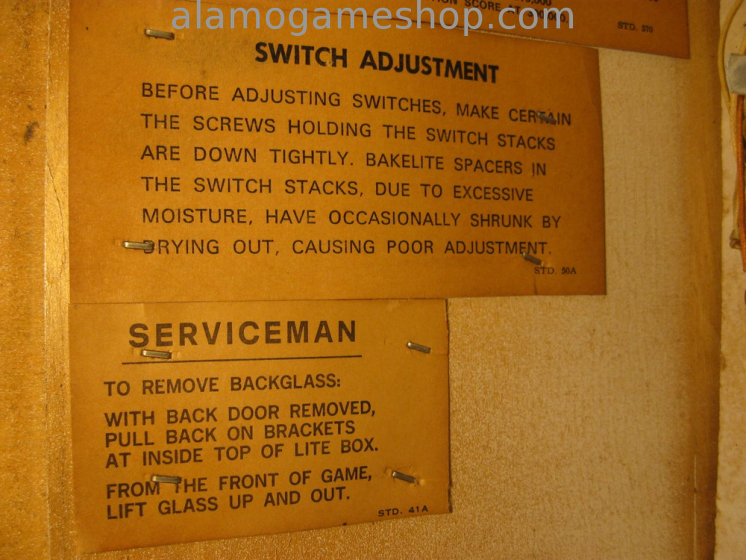 alamogameshop.com
SCORE AT
STD. 575
SWITCH ADJUSTMENT
BEFORE ADJUSTING SWITCHES, MAKE CERTAIN
THE SCREWS HOLDING THE SWITCH STACKS
ARE DOWN TIGHTLY. BAKELITE SPACERS IN
THE SWITCH STACKS, DUE TO EXCESSIVE
MOISTURE, HAVE OCCASIONALLY SHRUNK BY
DRYING OUT, CAUSING POOR ADJUSTMENT.
STD. 50A
SERVICEMAN
TO REMOVE BACKGLASS:
WITH BACK DOOR REMOVED,
PULL BACK ON BRACKETS
AT INSIDE TOP OF LITE BOX.
FROM THE FRONT OF GAME,
LIFT GLASS UP AND OUT.
STD. 41A